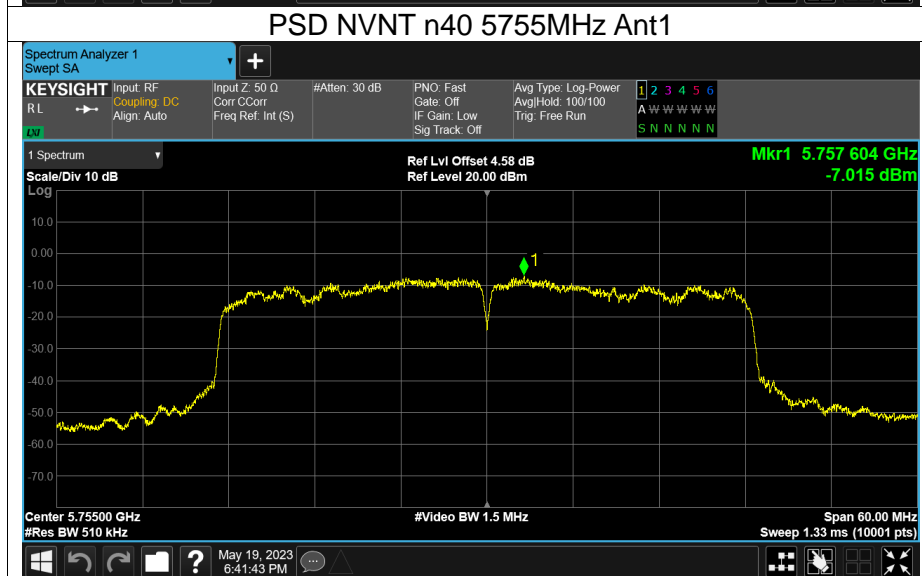 PSD NVNT n40 5755MHz Ant1
Spectrum Analyzer 1
Swept SA
+
KEYSIGHT
RL
LXI
Input: RF
Coupling: DC
Align: Auto
Input Z: 50 Ω
Corr CCorr
Freq Ref: Int (S)
#Atten: 30 dB
PNO: Fast
Gate: Off
IF Gain: Low
Sig Track: Off
Avg Type: Log-Power
Avg|Hold: 100/100
Trig: Free Run
1 2 3 4 5 6
A W W W W W
S N N N N N
1 Spectrum
Scale/Div 10 dB
Ref Lvl Offset 4.58 dB
Ref Level 20.00 dBm
Mkr1 5.757 604 GHz
-7.015 dBm
Log
10.0
0.00
-10.0
-20.0
-30.0
-40.0
-50.0
-60.0
-70.0
1
Center 5.75500 GHz
#Res BW 510 kHz
#Video BW 1.5 MHz
Span 60.00 MHz
Sweep 1.33 ms (10001 pts)
?
May 19, 2023
6:41:43 PM